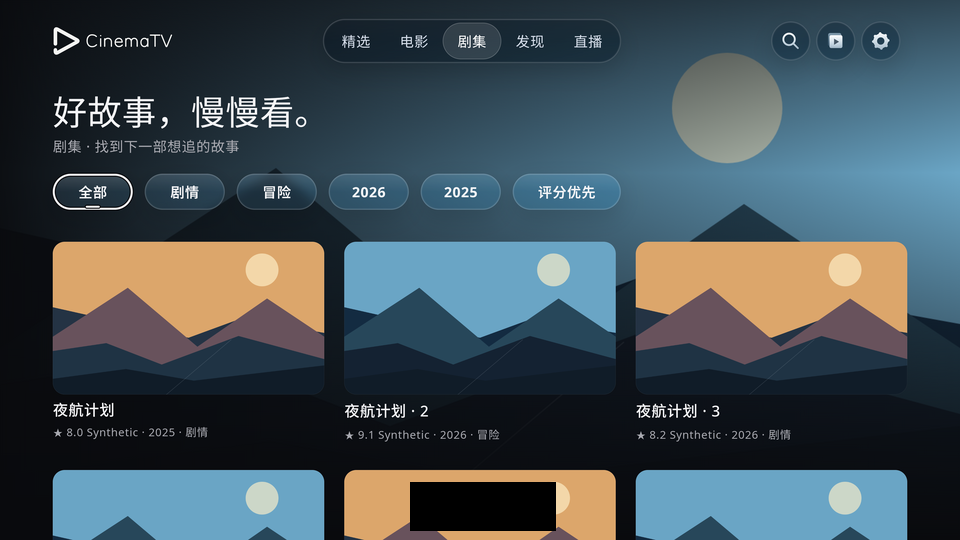 CinemaTV
精选 电影 剧集 发现 直播
好故事，慢慢看。
剧集 · 找到下一部想追的故事
全部 剧情 冒险 2026 2025 评分优先
夜航计划
★ 8.0 Synthetic · 2025 · 剧情
夜航计划 · 2
★ 9.1 Synthetic · 2026 · 冒险
夜航计划 · 3
★ 8.2 Synthetic · 2026 · 剧情